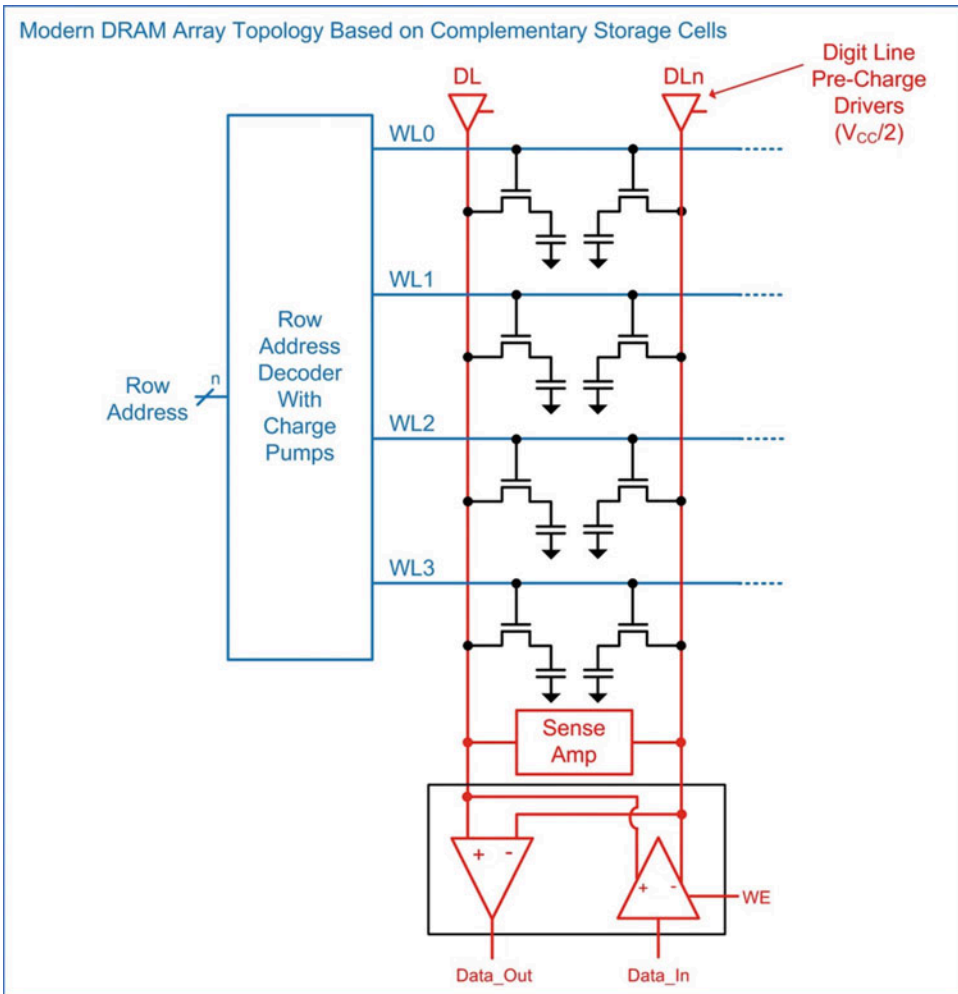 Modern DRAM Array Topology Based on Complementary Storage Cells
DL
DLn
Digit Line
Pre-Charge
Drivers
(VCC/2)
WL0
WL1
Row
Address
Decoder
With
Charge
Pumps
Row
Address
n
WL2
WL3
Sense
Amp
+ -
+ -
WE
Data_Out
Data_In